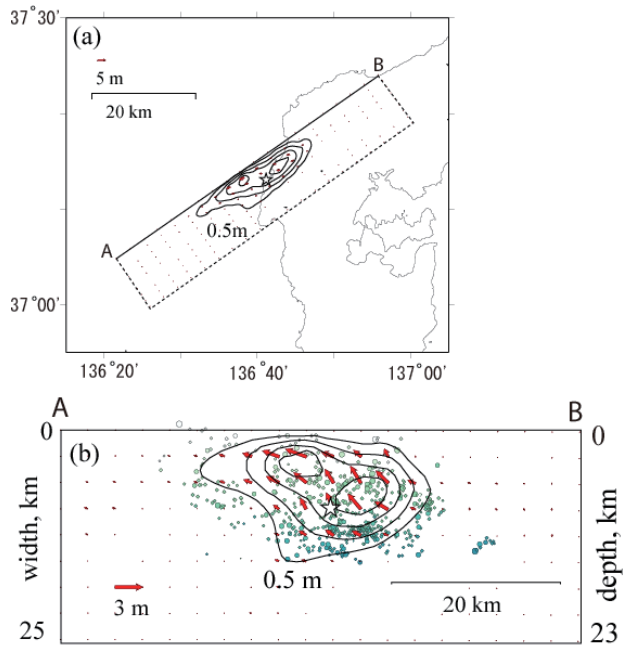 37°30'
(a)
5 m
20 km
B
0.5m
A
37°00'
136°20'
136°40'
137°00'
A
B
0
(b)
0
width, km
depth, km
0.5 m
3 m
20 km
25
23